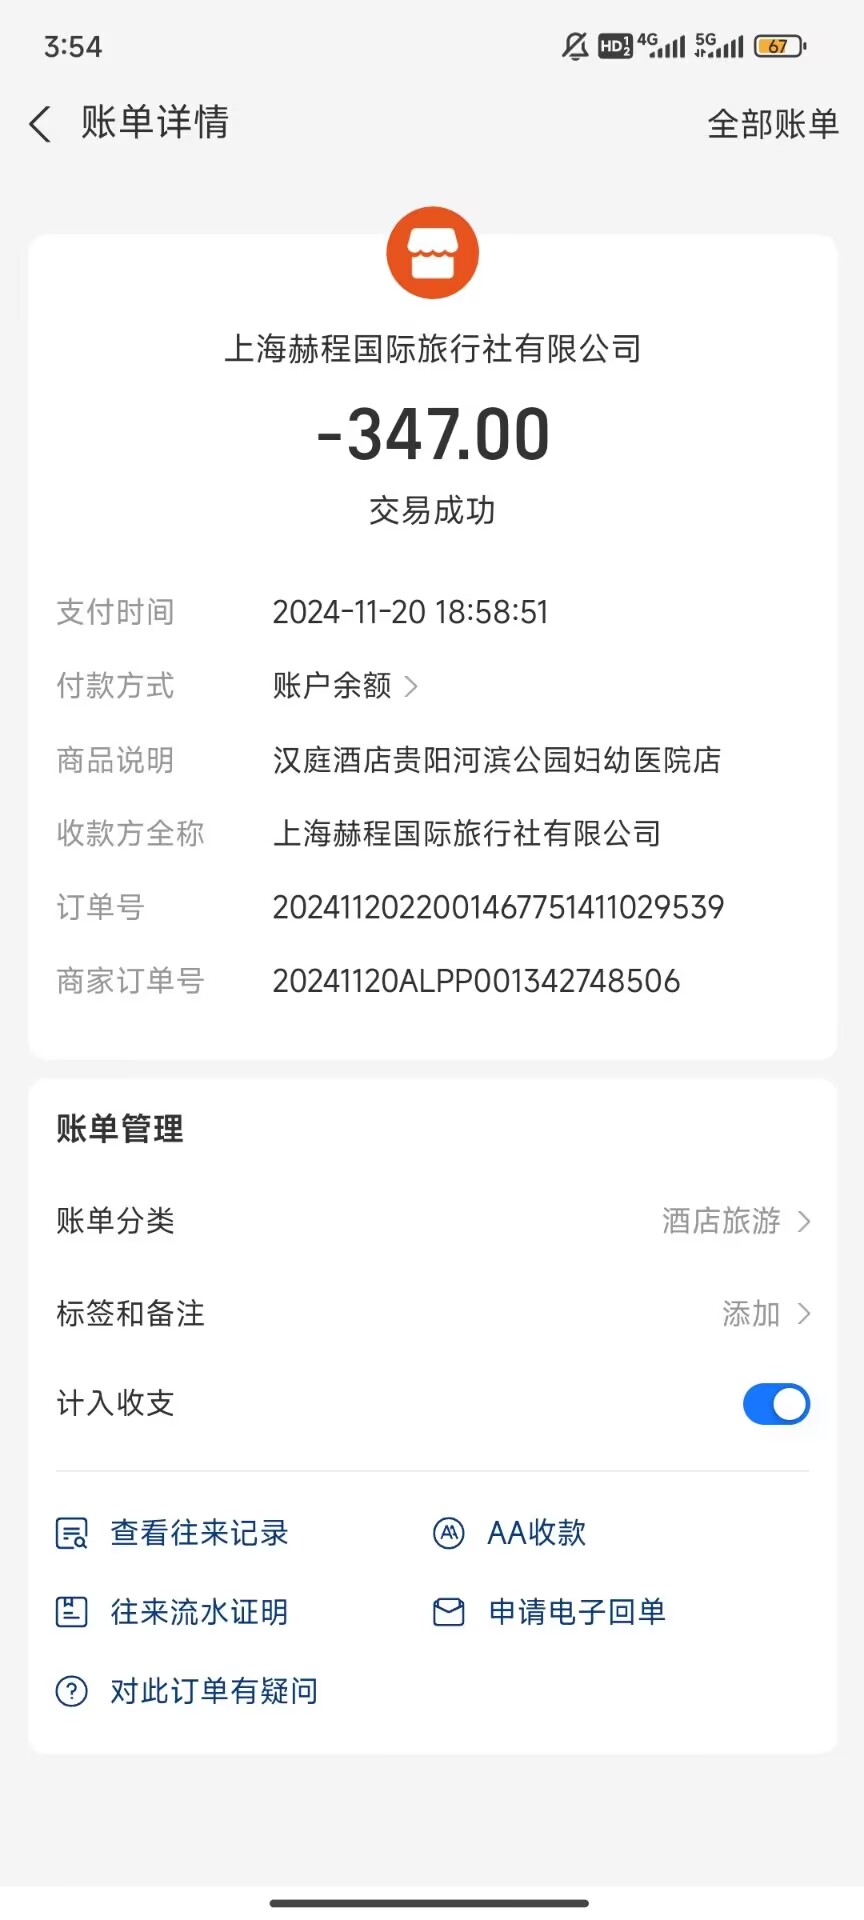 3:54
HD 1 2 4G 5G 67
账单详情
全部账单
上海赫程国际旅行社有限公司
-347.00
交易成功
支付时间 2024-11-20 18:58:51
付款方式 账户余额
商品说明 汉庭酒店贵阳河滨公园妇幼医院店
收款方全称 上海赫程国际旅行社有限公司
订单号 2024112022001467751411029539
商家订单号 20241120ALPP001342748506
账单管理
账单分类 酒店旅游
标签和备注 添加
计入收支
查看往来记录 AA收款
往来流水证明 申请电子回单
对此订单有疑问